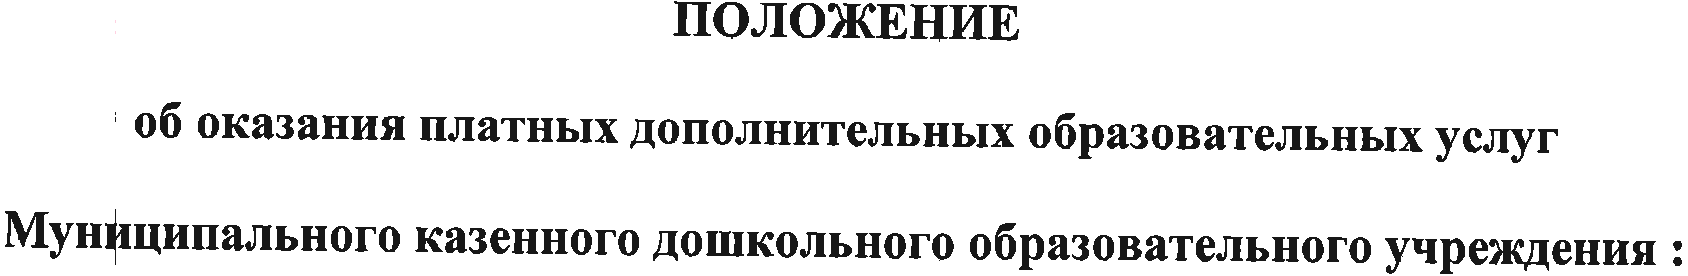 ПОЛОЖЕНИЕ
об оказания платных дополнительных образовательных услуг
Муниципального казенного дошкольного образовательного учреждения :